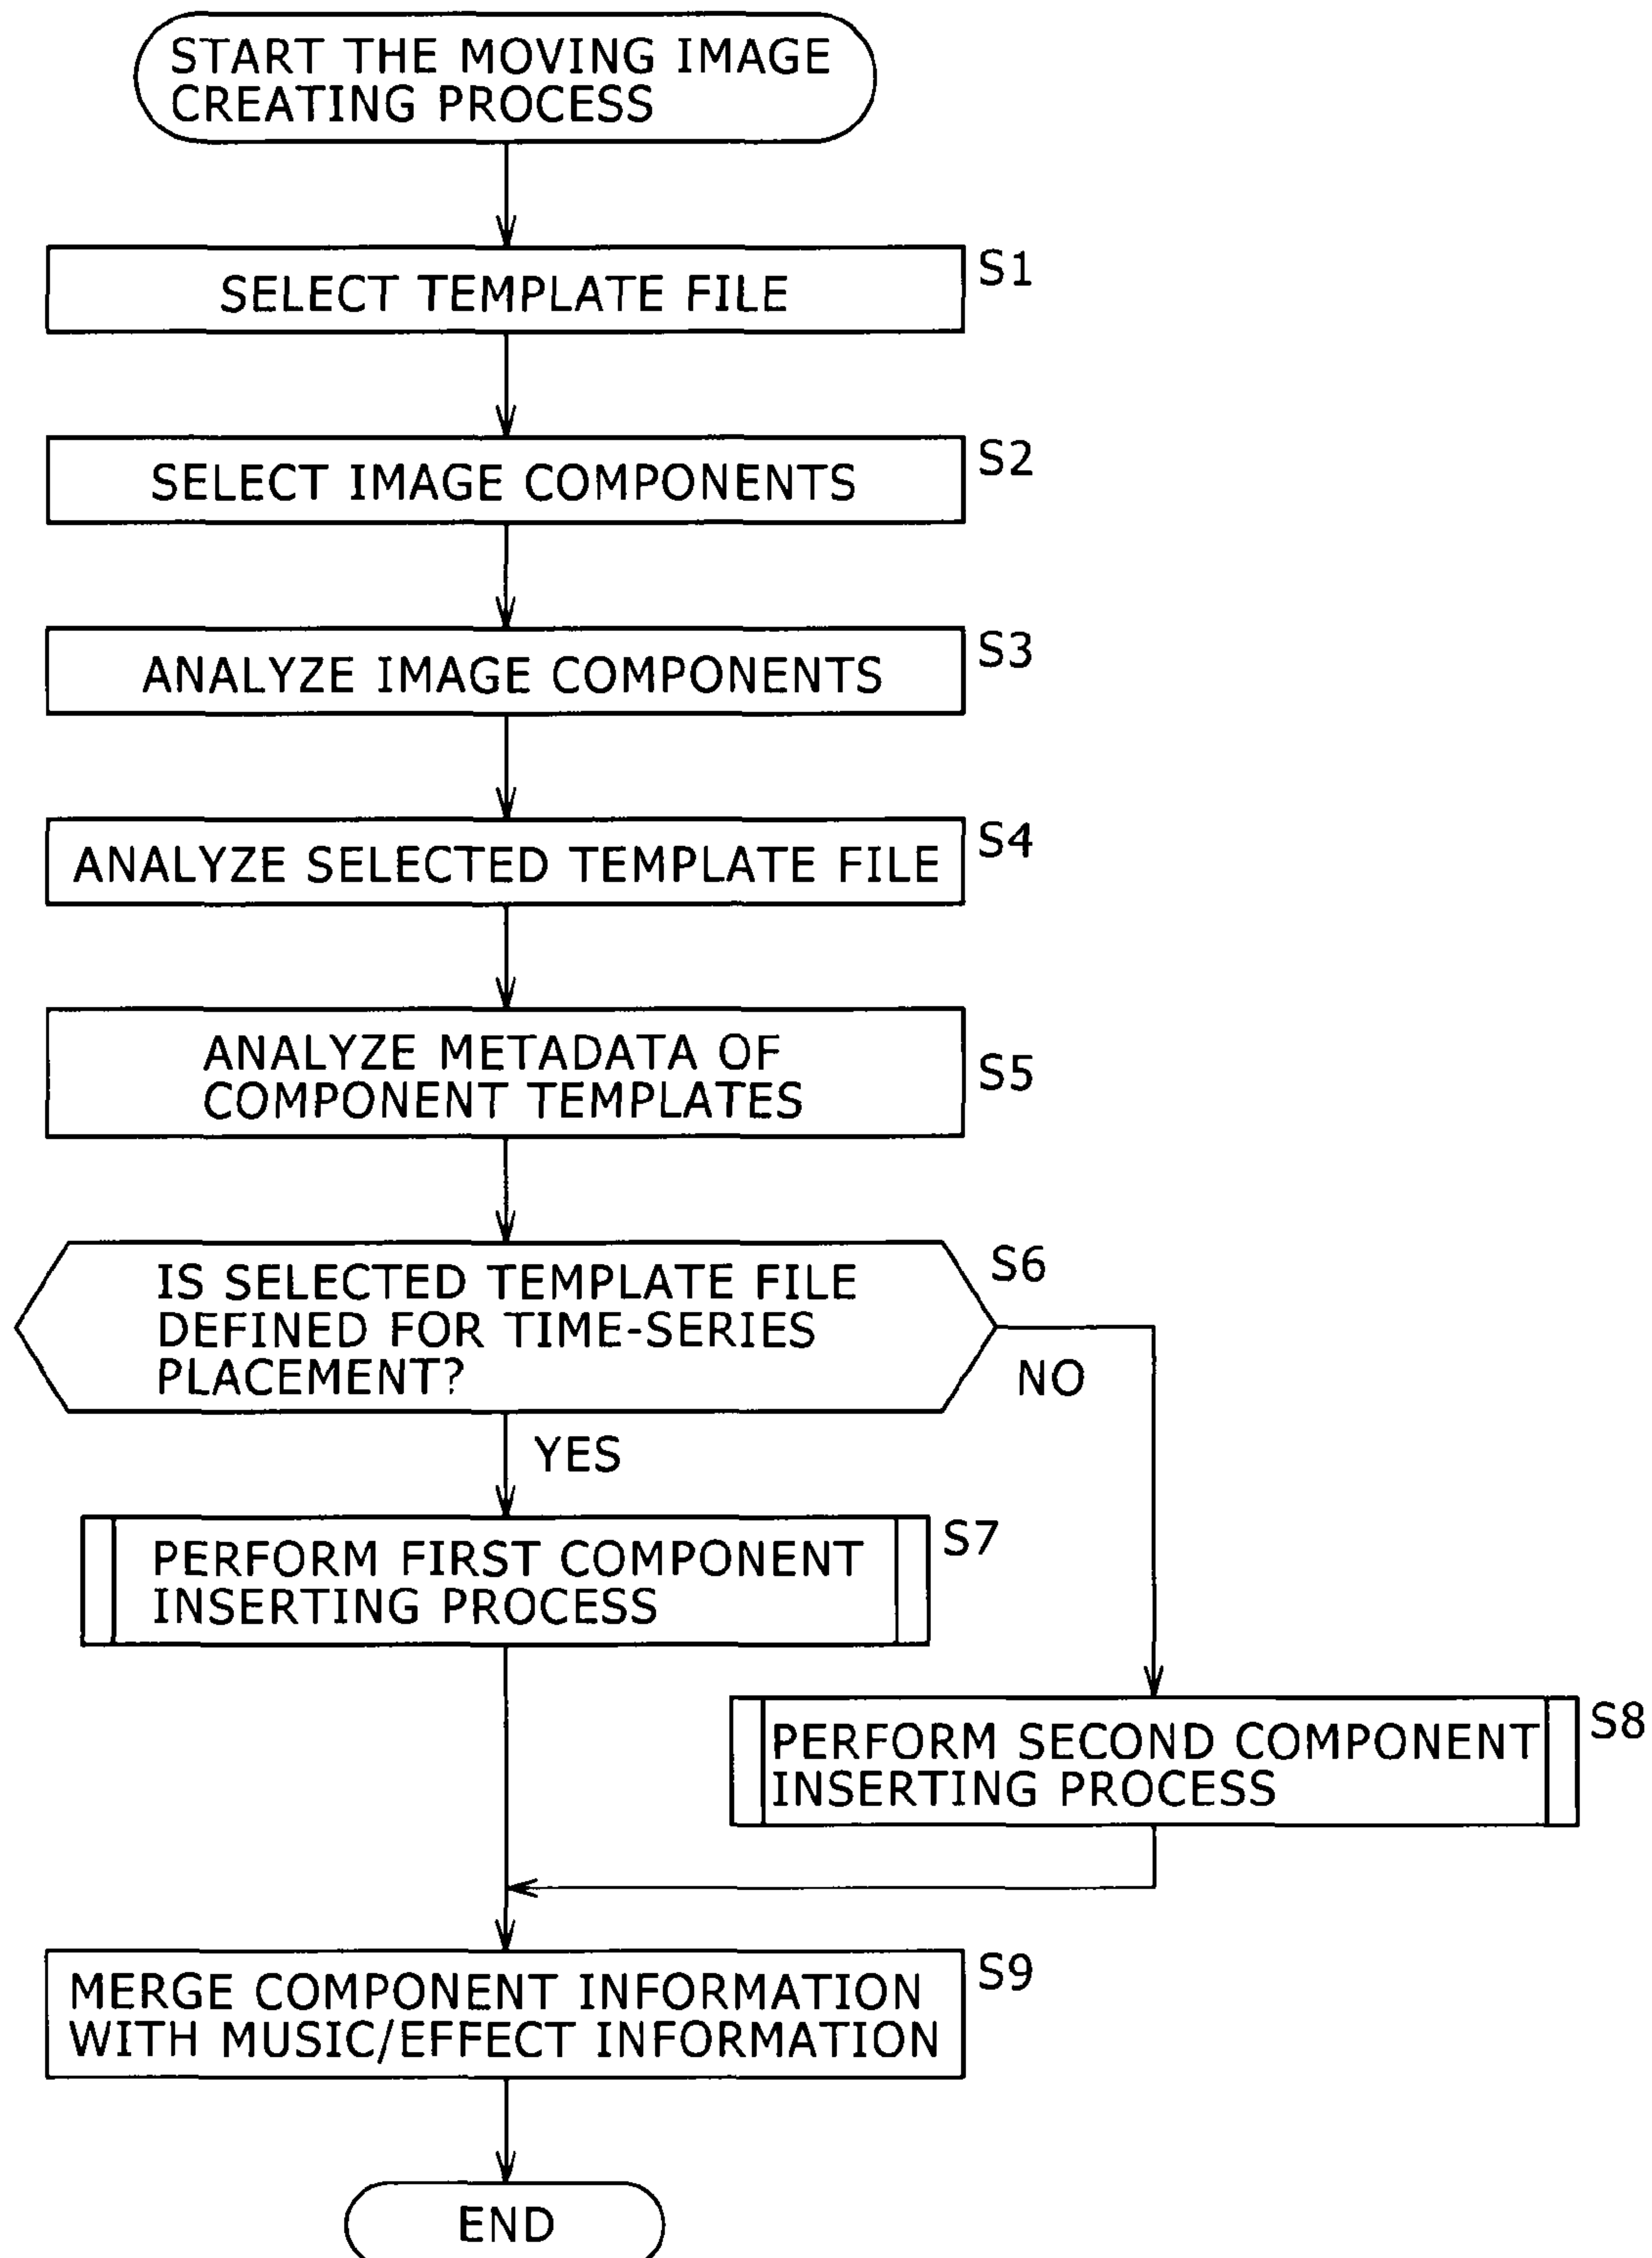 START THE MOVING IMAGE
CREATING PROCESS
SELECT TEMPLATE FILE
S1
SELECT IMAGE COMPONENTS
S2
ANALYZE IMAGE COMPONENTS
S3
ANALYZE SELECTED TEMPLATE FILE
S4
ANALYZE METADATA OF
COMPONENT TEMPLATES
S5
IS SELECTED TEMPLATE FILE
DEFINED FOR TIME-SERIES
PLACEMENT?
S6
NO
YES
PERFORM FIRST COMPONENT
INSERTING PROCESS
S7
PERFORM SECOND COMPONENT
INSERTING PROCESS
S8
MERGE COMPONENT INFORMATION
WITH MUSIC/EFFECT INFORMATION
S9
END